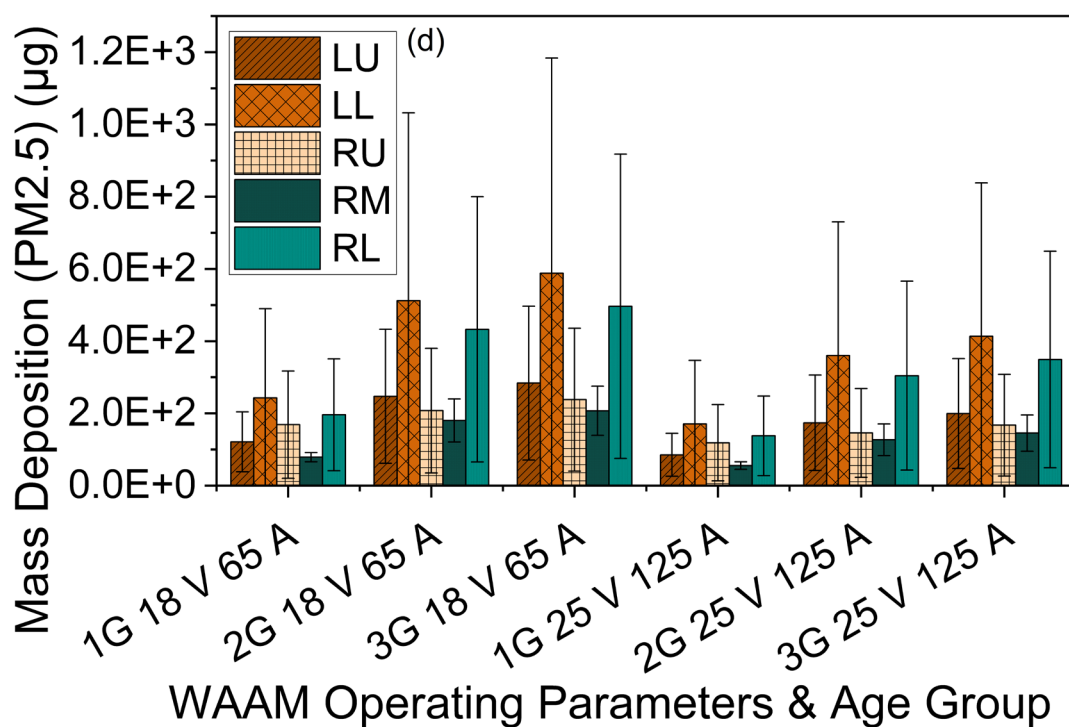 (d)
LU
LL
RU
RM
RL
Mass Deposition (PM2.5) (µg)
1.2E+3
1.0E+3
8.0E+2
6.0E+2
4.0E+2
2.0E+2
0.0E+0
1G 18 V 65 A
2G 18 V 65 A
3G 18 V 65 A
1G 25 V 125 A
2G 25 V 125 A
3G 25 V 125 A
WAAM Operating Parameters & Age Group